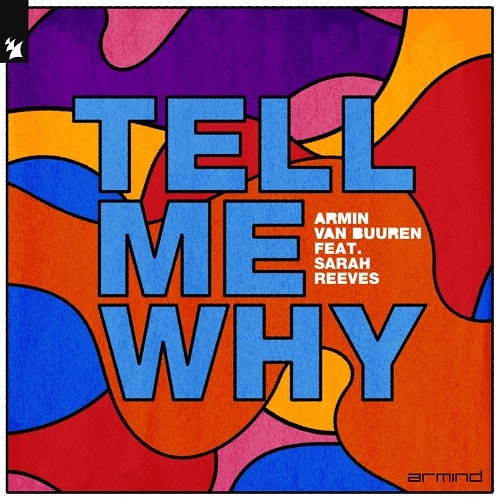 TELL
ME
WHY
ARMIN
VAN BUUREN
FEAT.
SARAH
REEVES
armind